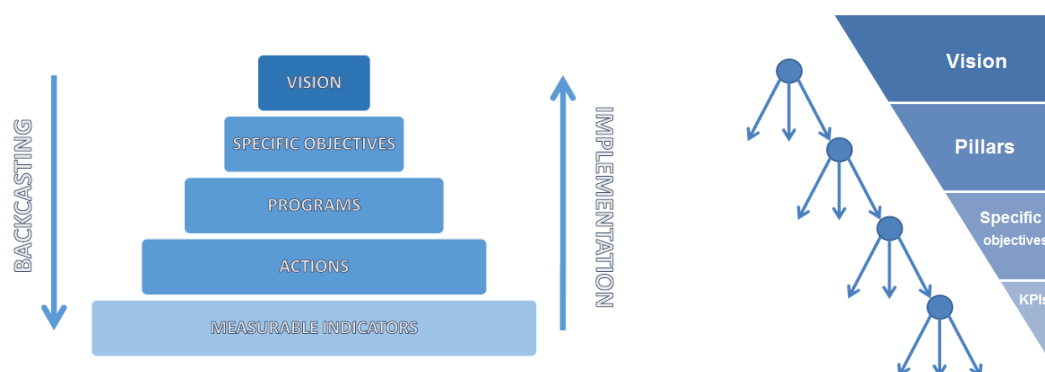 BACKCASTING
VISION
SPECIFIC OBJECTIVES
PROGRAMS
ACTIONS
MEASURABLE INDICATORS
IMPLEMENTATION
Vision
Pillars
Specific
objectives
KPIs